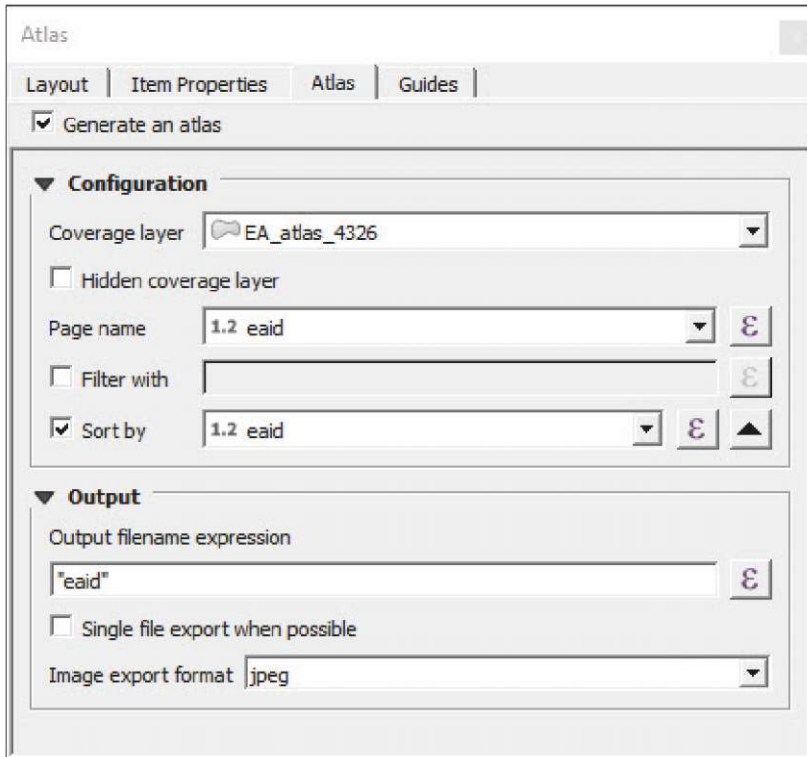 Atlas
Layout Item Properties Atlas Guides
Generate an atlas
Configuration
Coverage layer EA_atlas_4326
Hidden coverage layer
Page name 1.2 eaid ε
Filter with ε
Sort by 1.2 eaid ε
Output
Output filename expression
"eaid" ε
Single file export when possible
Image export format jpeg